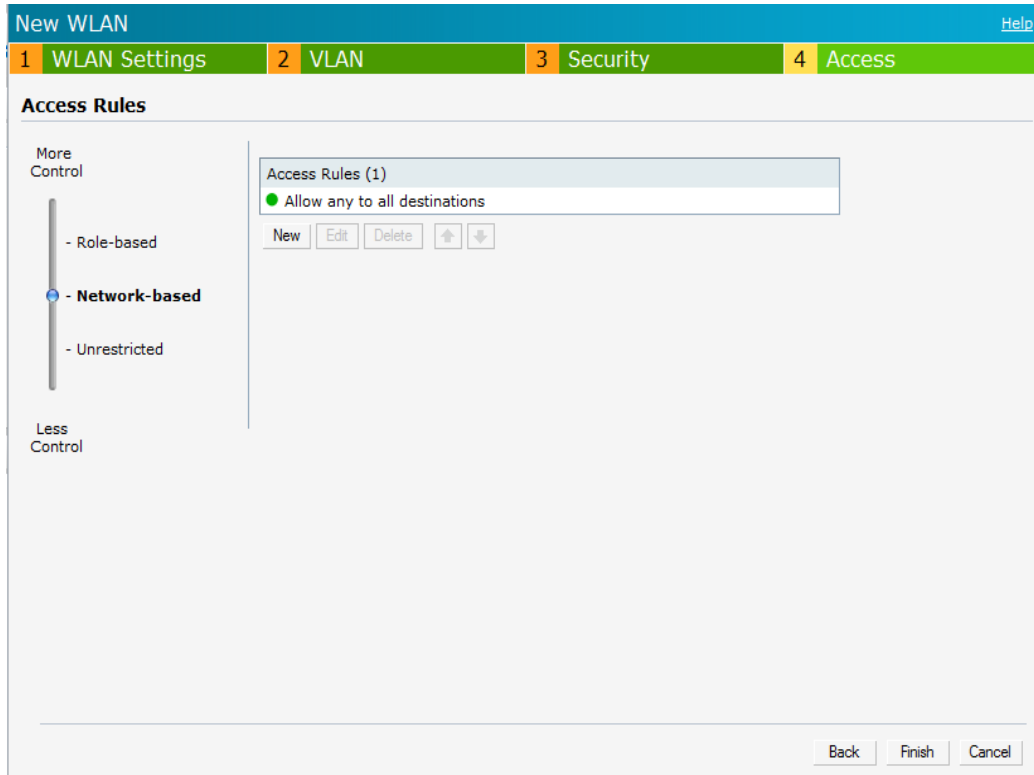 New WLAN
Help
1 WLAN Settings
2 VLAN
3 Security
4 Access
Access Rules
More
Control
- Role-based
- Network-based
- Unrestricted
Less
Control
Access Rules (1)
Allow any to all destinations
New Edit Delete
Back Finish Cancel